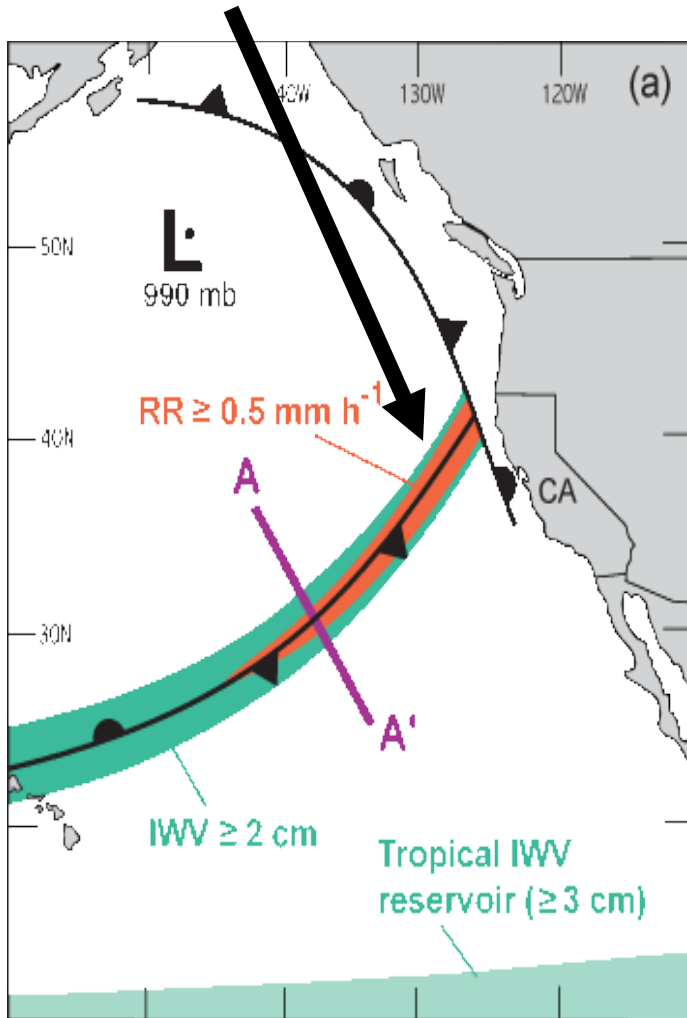 40W
130W
120W
(a)
50N
L
990 mb
RR ≥ 0.5 mm h⁻¹
40N
A
CA
30N
A'
IWV ≥ 2 cm
Tropical IWV
reservoir (≥ 3 cm)